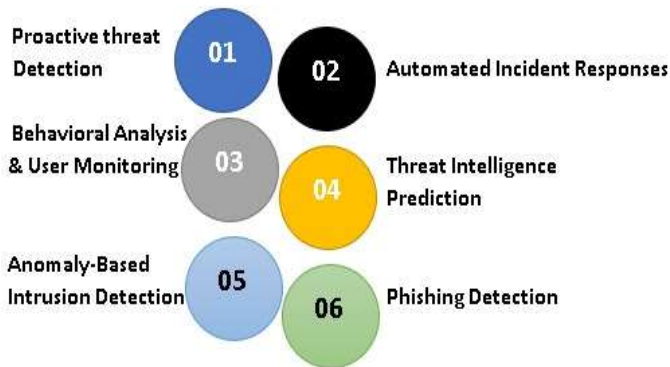 Proactive threat
Detection
01
02
Automated Incident Responses
Behavioral Analysis
& User Monitoring
03
04
Threat Intelligence
Prediction
Anomaly-Based
Intrusion Detection
05
06
Phishing Detection